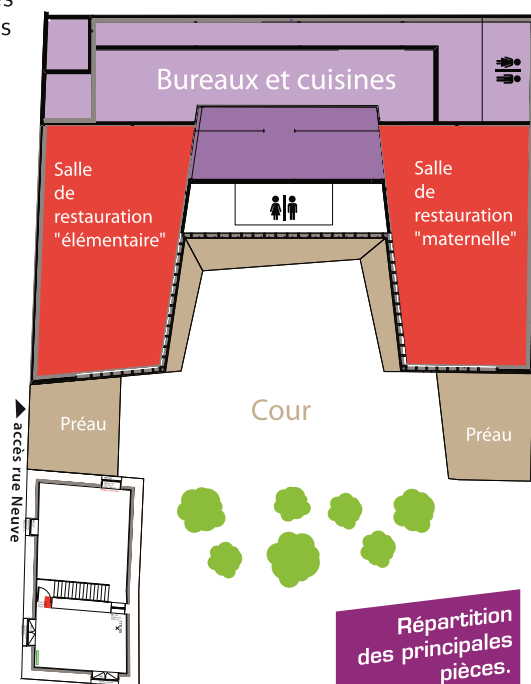 es
s
Bureaux et cuisines
Salle
de
restauration
"élémentaire"
Salle
de
restauration
"maternelle"
Préau
Cour
Préau
accès rue Neuve
Répartition
des principales
pièces.